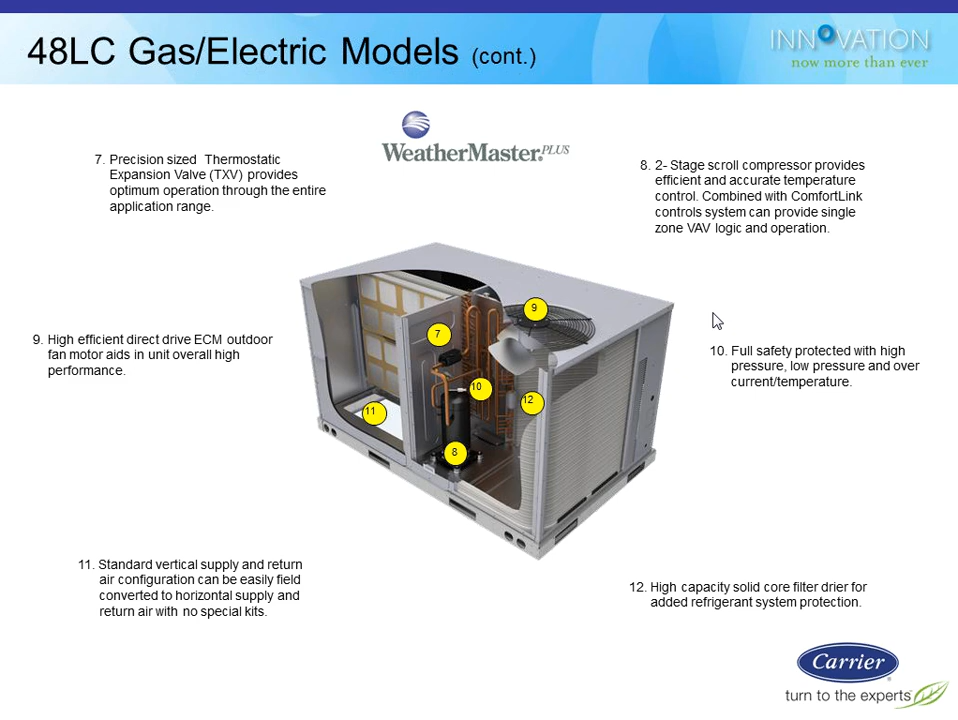 48LC Gas/Electric Models (cont.)
INNOVATION
now more than ever
WeatherMaster.PLUS
7. Precision sized Thermostatic
Expansion Valve (TXV) provides
optimum operation through the entire
application range.
8. 2- Stage scroll compressor provides
efficient and accurate temperature
control. Combined with ComfortLink
controls system can provide single
zone VAV logic and operation.
9. High efficient direct drive ECM outdoor
fan motor aids in unit overall high
performance.
10. Full safety protected with high
pressure, low pressure and over
current/temperature.
9
7
10
12
11
8
11. Standard vertical supply and return
air configuration can be easily field
converted to horizontal supply and
return air with no special kits.
12. High capacity solid core filter drier for
added refrigerant system protection.
Carrier
turn to the experts